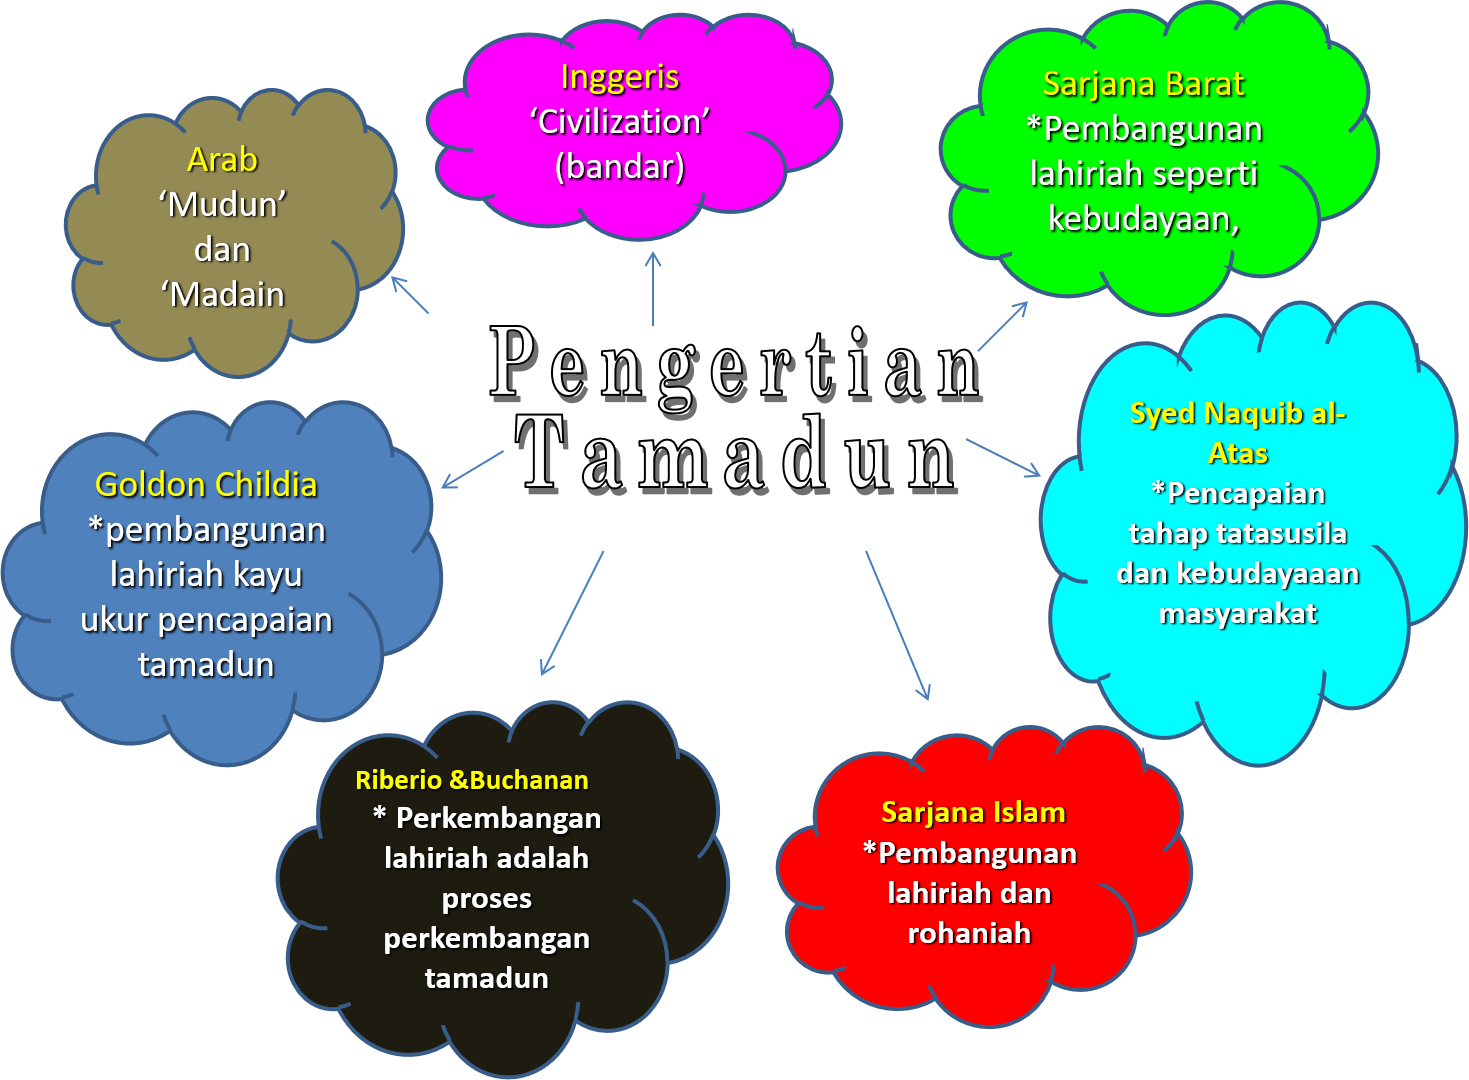 Pengertian
Tamadun
Arab
‘Mudun’
dan
‘Madain
Inggeris
‘Civilization’
(bandar)
Sarjana Barat
*Pembangunan
lahiriah seperti
kebudayaan,
Syed Naquib al-
Atas
*Pencapaian
tahap tatasusila
dan kebudayaaan
masyarakat
Sarjana Islam
*Pembangunan
lahiriah dan
rohaniah
Riberio &Buchanan
* Perkembangan
lahiriah adalah
proses
perkembangan
tamadun
Goldon Childia
*pembangunan
lahiriah kayu
ukur pencapaian
tamadun